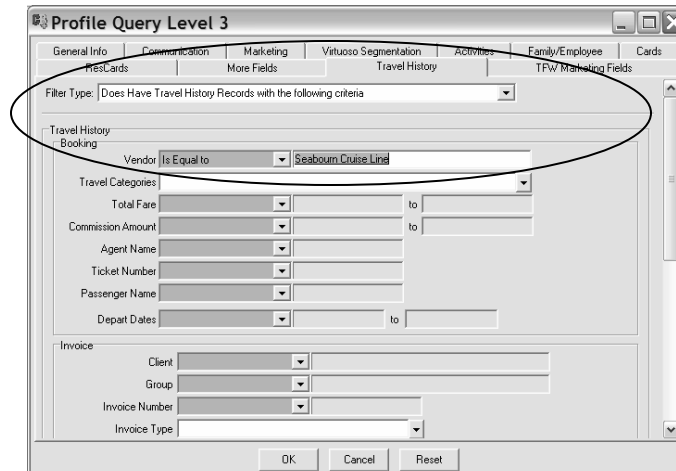 Profile Query Level 3
General Info Communication Marketing Virtuoso Segmentation Activities Family/Employee Cards
ResCards More Fields Travel History TFW Marketing Fields
Filter Type: Does Have Travel History Records with the following criteria
Travel History
Booking
Vendor Is Equal to Seabourn Cruise Line
Travel Categories
Total Fare to
Commission Amount to
Agent Name
Ticket Number
Passenger Name
Depart Dates to
Invoice
Client
Group
Invoice Number
Invoice Type
OK Cancel Reset